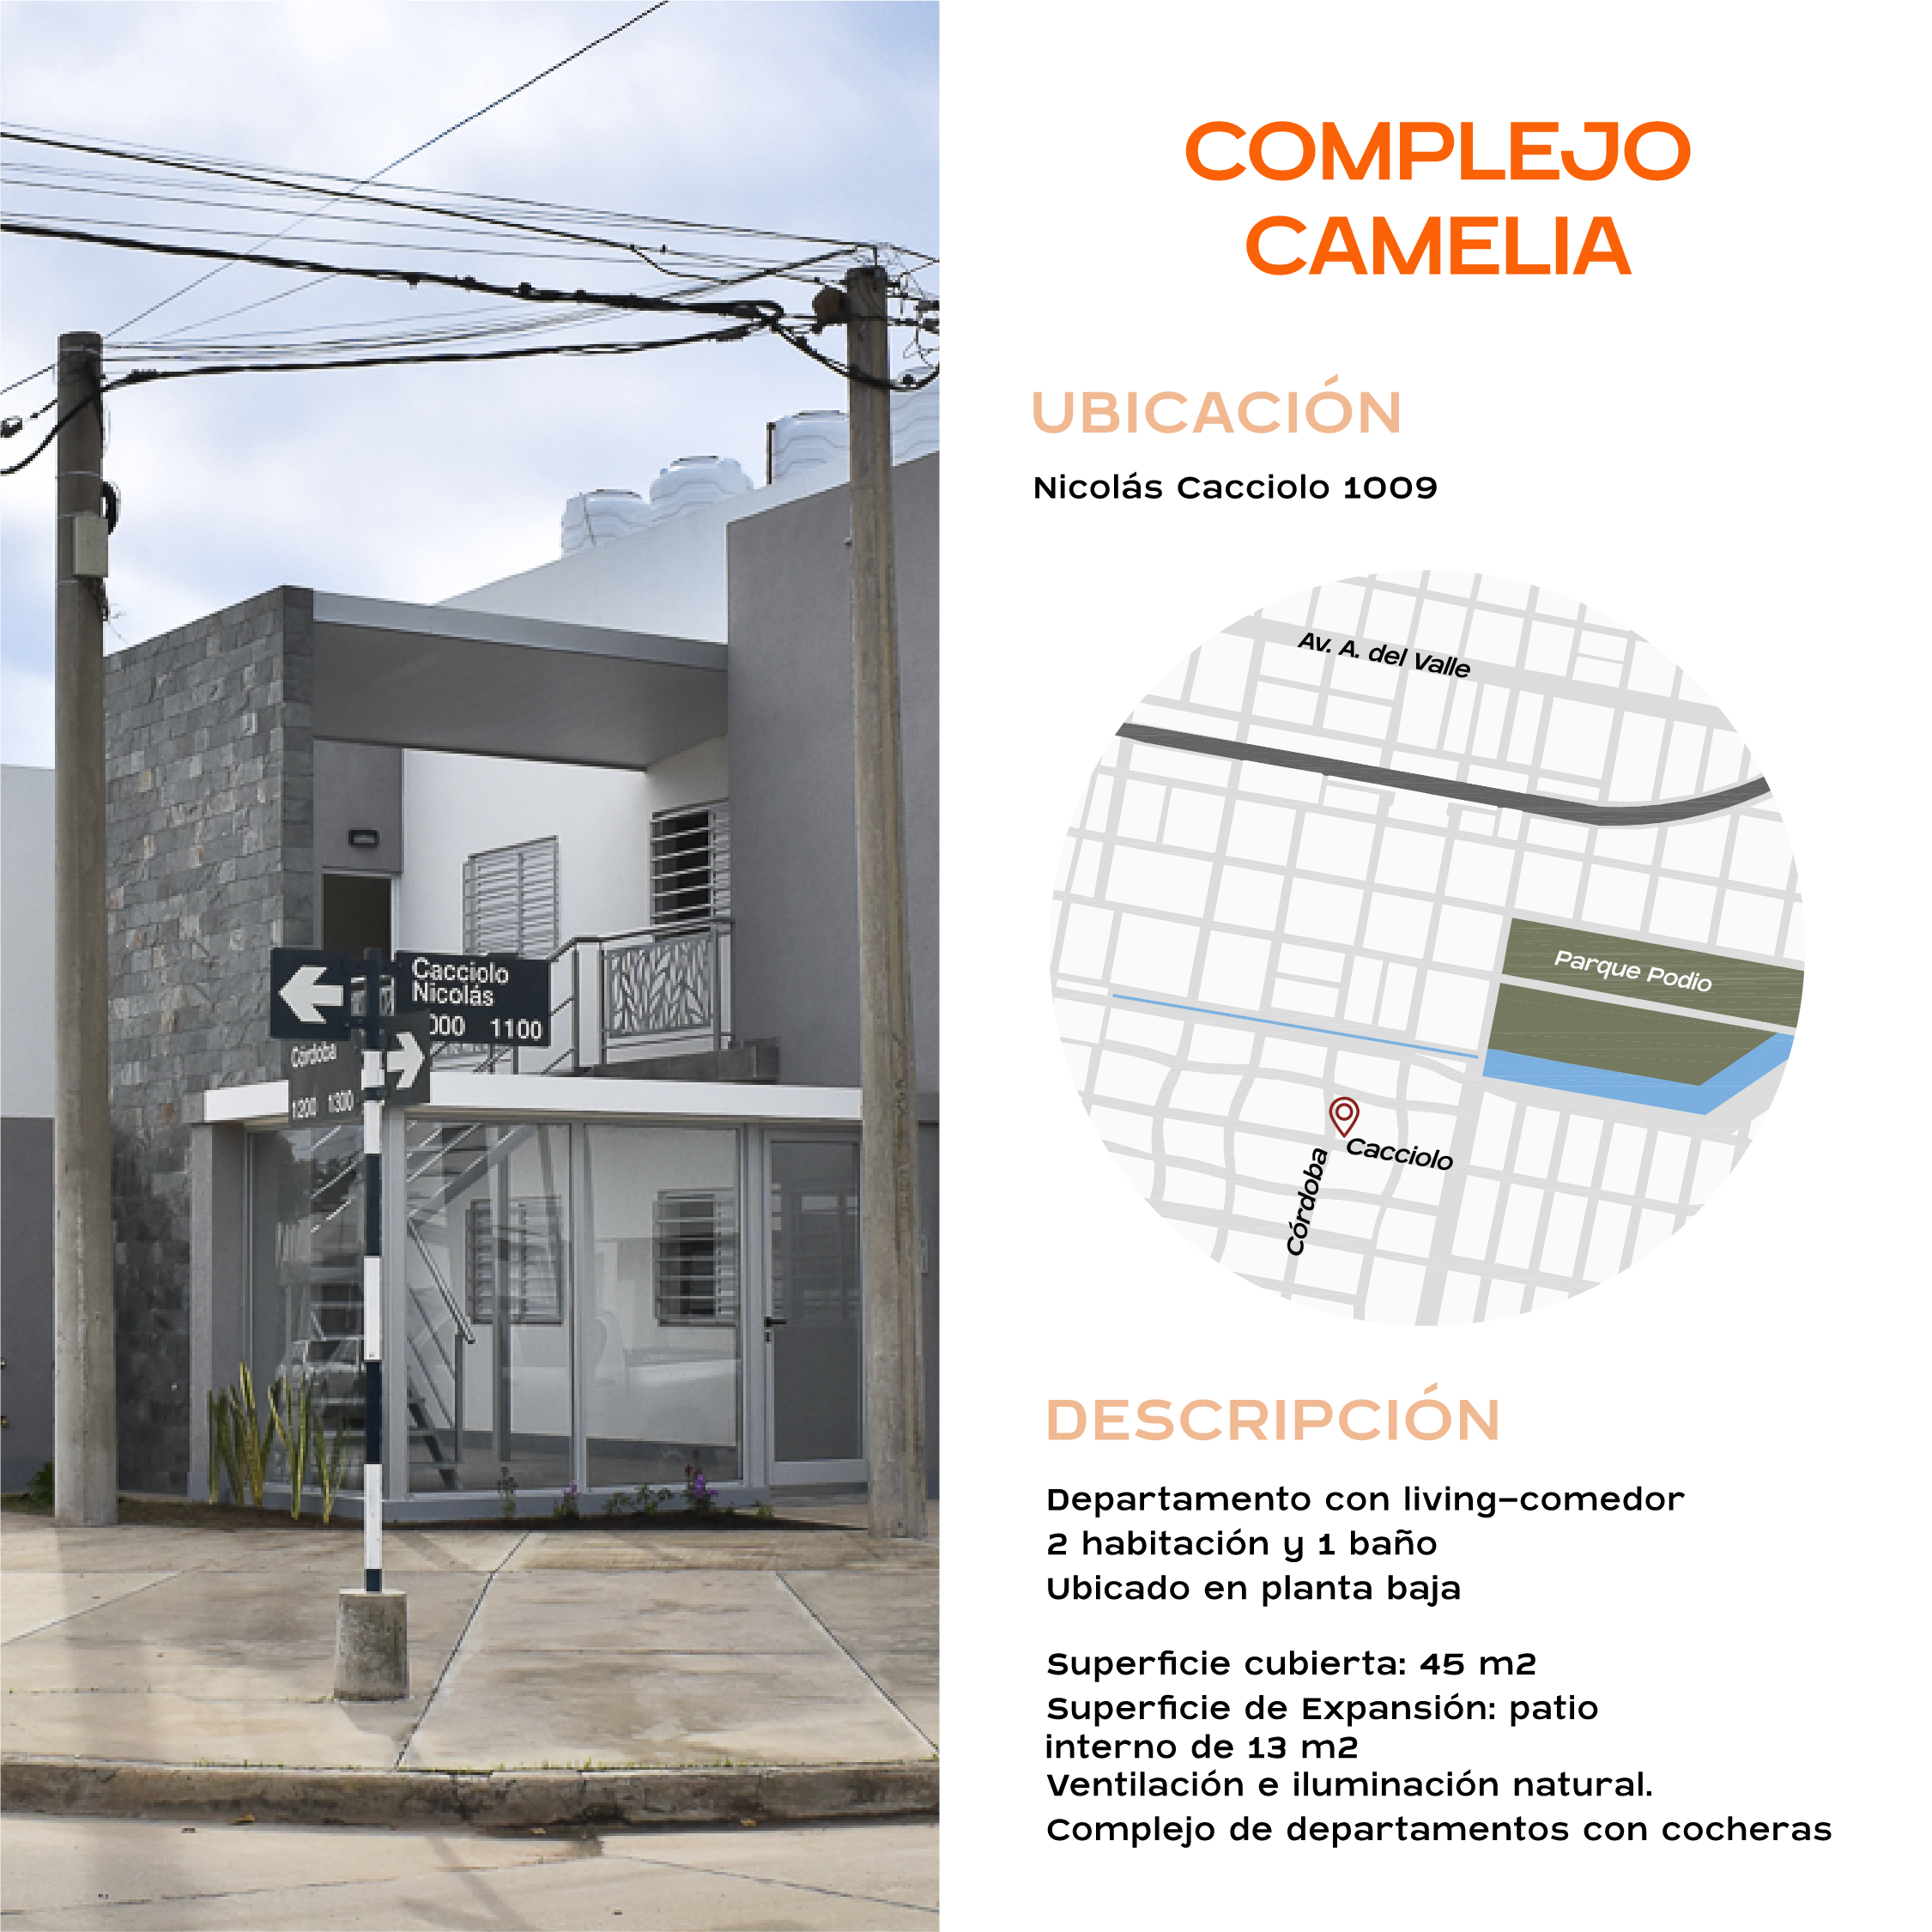 COMPLEJO
CAMELIA
UBICACIÓN
Nicolás Cacciolo 1009
Av. A. del Valle
Parque Podio
Cacciolo
Córdoba
DESCRIPCIÓN
Departamento con living-comedor
2 habitación y 1 baño
Ubicado en planta baja
Superficie cubierta: 45 m2
Superficie de Expansión: patio
interno de 13 m2
Ventilación e iluminación natural.
Complejo de departamentos con cocheras
Cacciolo
Nicolás
000 1100
Córdoba
1200 1300